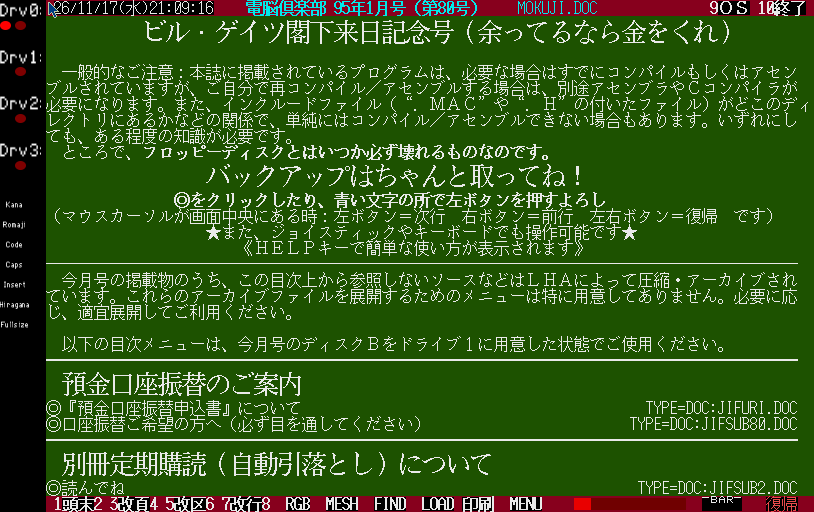 Drv0:
Drv1:
Drv2:
Drv3:
Kana
Romaji
Code
Caps
Insert
Hiragana
Fullsize
26/11/17(水)21:09:16 電脳倶楽部 95年1月号(第80号) MOKUJI.DOC 9OS 10終了
ビル・ゲイツ閣下来日記念号(余ってるなら金をくれ)
一般的なご注意:本誌に掲載されているプログラムは、必要な場合はすでにコンパイルもしくはアセン
ブルされていますが、ご自分で再コンパイル/アセンブルする場合は、別途アセンブラやCコンパイラが
必要になります。また、インクルードファイル(“.MAC”や“.H”の付いたファイル)がどこのディ
レクトリにあるかなどの関係で、単純にはコンパイル/アセンブルできない場合もあります。いずれにし
ても、ある程度の知識が必要です。
ところで、フロッピーディスクとはいつか必ず壊れるものなのです。
バックアップはちゃんと取ってね!
◎をクリックしたり、青い文字の所で左ボタンを押すよろし
(マウスカーソルが画面中央にある時:左ボタン=次行 右ボタン=前行 左右ボタン=復帰 です)
★また、ジョイスティックやキーボードでも操作可能です★
《HELPキーで簡単な使い方が表示されます》
今月号の掲載物のうち、この目次上から参照しないソースなどはLHAによって圧縮・アーカイブされ
ています。これらのアーカイブファイルを展開するためのメニューは特に用意してありません。必要に応
じ、適宜展開してご利用ください。
以下の目次メニューは、今月号のディスクBをドライブ1に用意した状態でご使用ください。
預金口座振替のご案内
◎『預金口座振替申込書』について TYPE=DOC:JIFURI.DOC
◎口座振替ご希望の方へ(必ず目を通してください) TYPE=DOC:JIFSUB80.DOC
別冊定期購読(自動引落とし)について
◎読んでね TYPE=DOC:JIFSUB2.DOC
1頭末2 3改頁4 5改区6 7改行8 RGB MESH FIND LOAD 印刷 MENU -BAR- 復帰